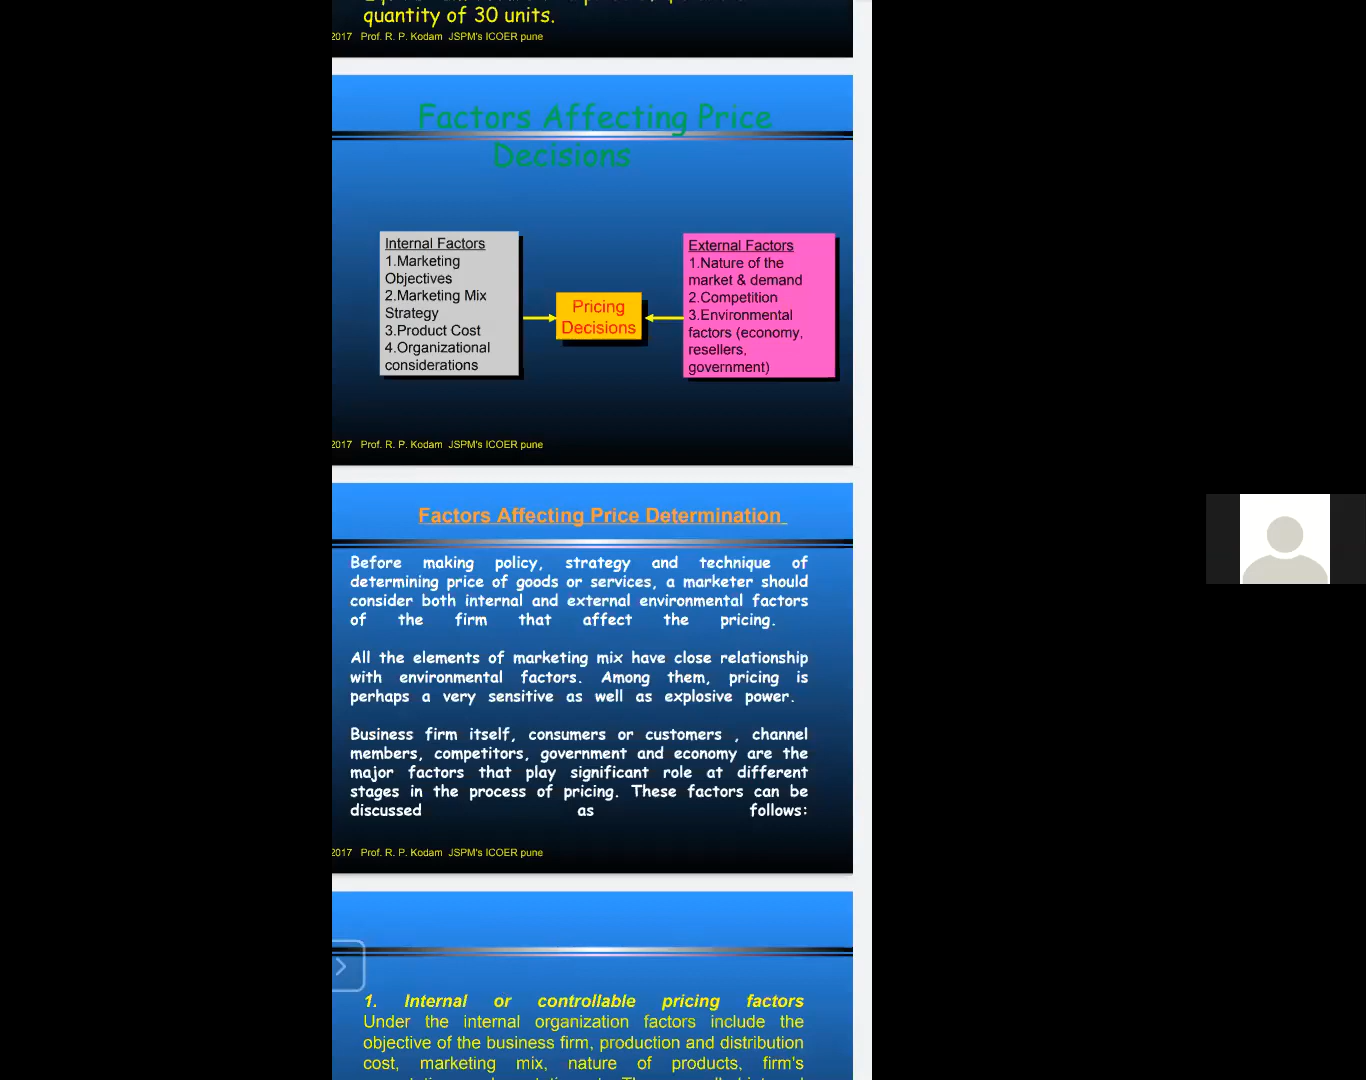 quantity of 30 units.
2017 Prof. R. P. Kodam JSPM's ICOER pune
Factors Affecting Price
Decisions
Internal Factors
1.Marketing
Objectives
2.Marketing Mix
Strategy
3.Product Cost
4.Organizational
considerations
Pricing
Decisions
External Factors
1.Nature of the
market & demand
2.Competition
3.Environmental
factors (economy,
resellers,
government)
2017 Prof. R. P. Kodam JSPM's ICOER pune
Factors Affecting Price Determination
Before making policy, strategy and technique of
determining price of goods or services, a marketer should
consider both internal and external environmental factors
of the firm that affect the pricing.
All the elements of marketing mix have close relationship
with environmental factors. Among them, pricing is
perhaps a very sensitive as well as explosive power.
Business firm itself, consumers or customers , channel
members, competitors, government and economy are the
major factors that play significant role at different
stages in the process of pricing. These factors can be
discussed as follows:
2017 Prof. R. P. Kodam JSPM's ICOER pune
1. Internal or controllable pricing factors
Under the internal organization factors include the
objective of the business firm, production and distribution
cost, marketing mix, nature of products, firm's